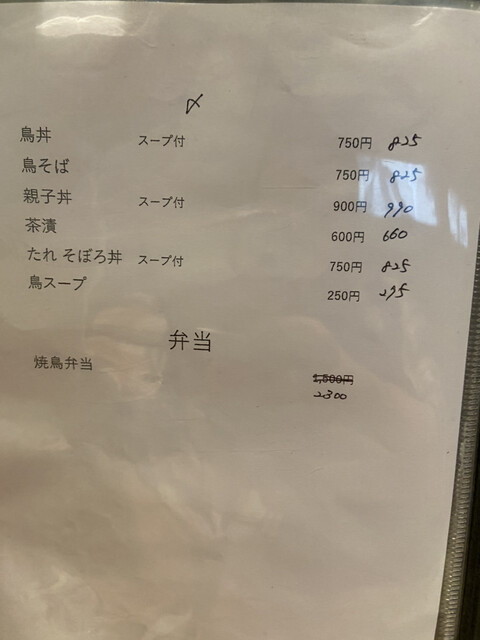 〆
鳥丼 スープ付 750円 825
鳥そば 750円 825
親子丼 スープ付 900円 990
茶漬 600円 660
たれ そぼろ丼 スープ付 750円 825
鳥スープ 250円 295
弁当
焼鳥弁当 1,500円
2300